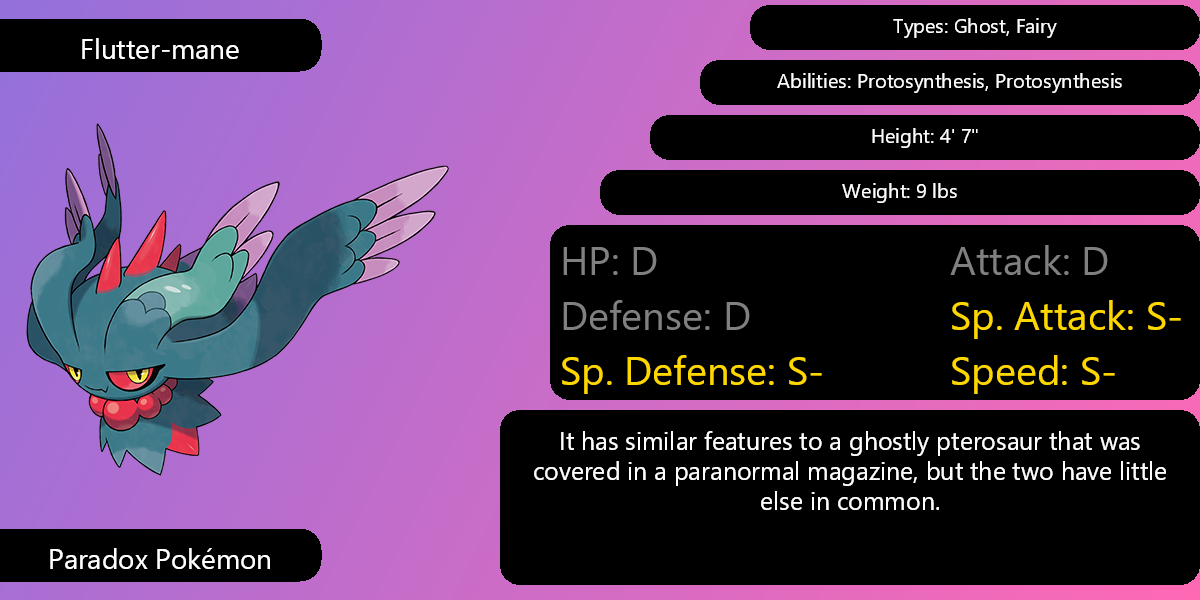 Flutter-mane
Types: Ghost, Fairy
Abilities: Protosynthesis, Protosynthesis
Height: 4' 7"
Weight: 9 lbs
HP: D
Attack: D
Defense: D
Sp. Attack: S-
Sp. Defense: S-
Speed: S-
It has similar features to a ghostly pterosaur that was
covered in a paranormal magazine, but the two have little
else in common.
Paradox Pokémon